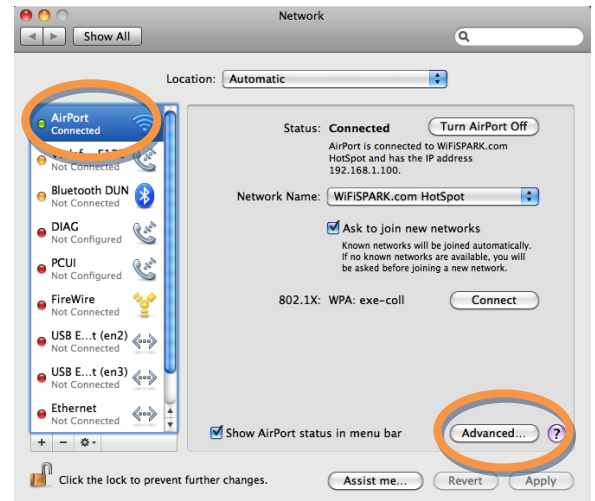 Network
Show All
Location: Automatic
AirPort
Connected
Not Connected
Bluetooth DUN
Not Connected
DIAG
Not Configured
PCUI
Not Configured
FireWire
Not Connected
USB E...t (en2)
Not Connected
USB E...t (en3)
Not Connected
Ethernet
Not Connected
Status: Connected
Turn AirPort Off
AirPort is connected to WiFiSPARK.com
HotSpot and has the IP address
192.168.1.100.
Network Name: WiFiSPARK.com HotSpot
Ask to join new networks
Known networks will be joined automatically.
If no known networks are available, you will
be asked before joining a new network.
802.1X: WPA: exe-coll
Connect
Show AirPort status in menu bar
Advanced...
?
+ −
Click the lock to prevent further changes.
Assist me...
Revert
Apply